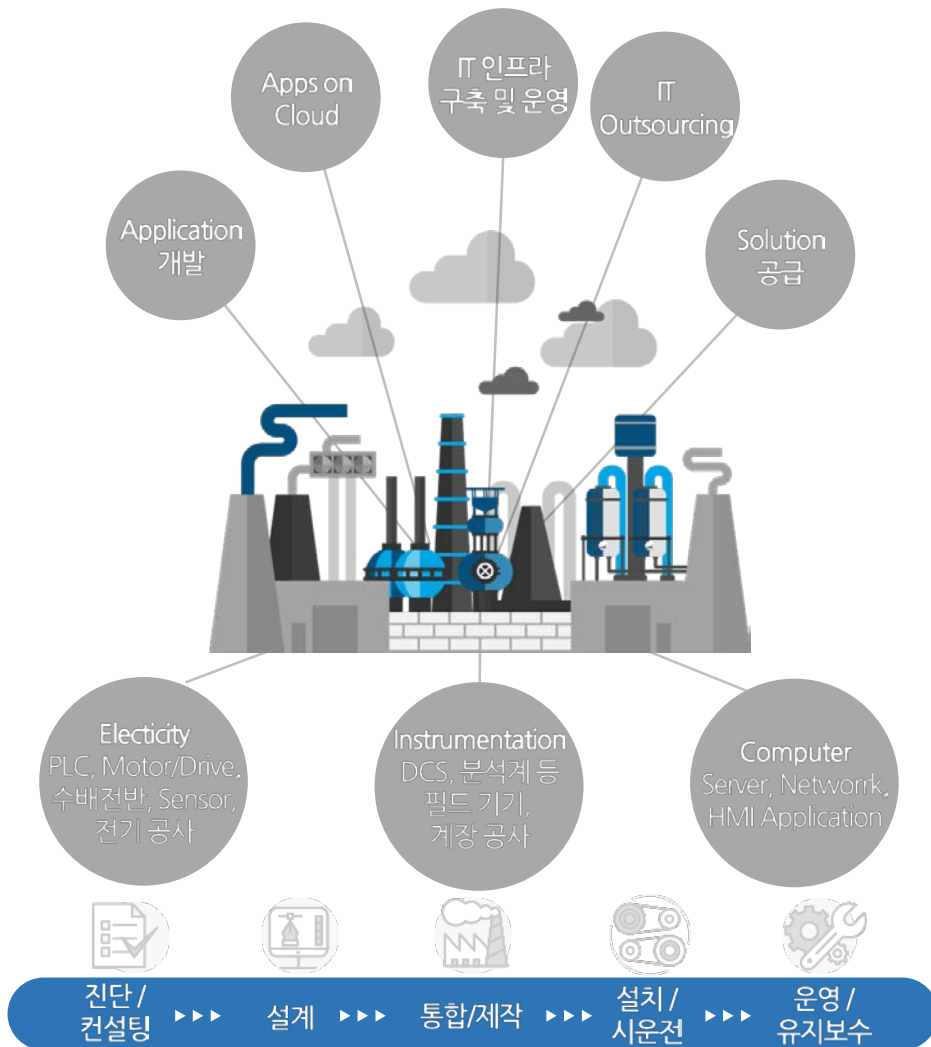 Apps on
Cloud
IT 인프라
구축 및 운영
IT
Outsourcing
Application
개발
Solution
공급
Electicity
PLC, Motor/Drive,
수배전반, Sensor,
전기 공사
Instrumentation
DCS, 분석계 등
필드 기기,
계장 공사
Computer
Server, Networrk,
HMI Application
진단 /
컨설팅
설계
통합/제작
설치 /
시운전
운영 /
유지보수